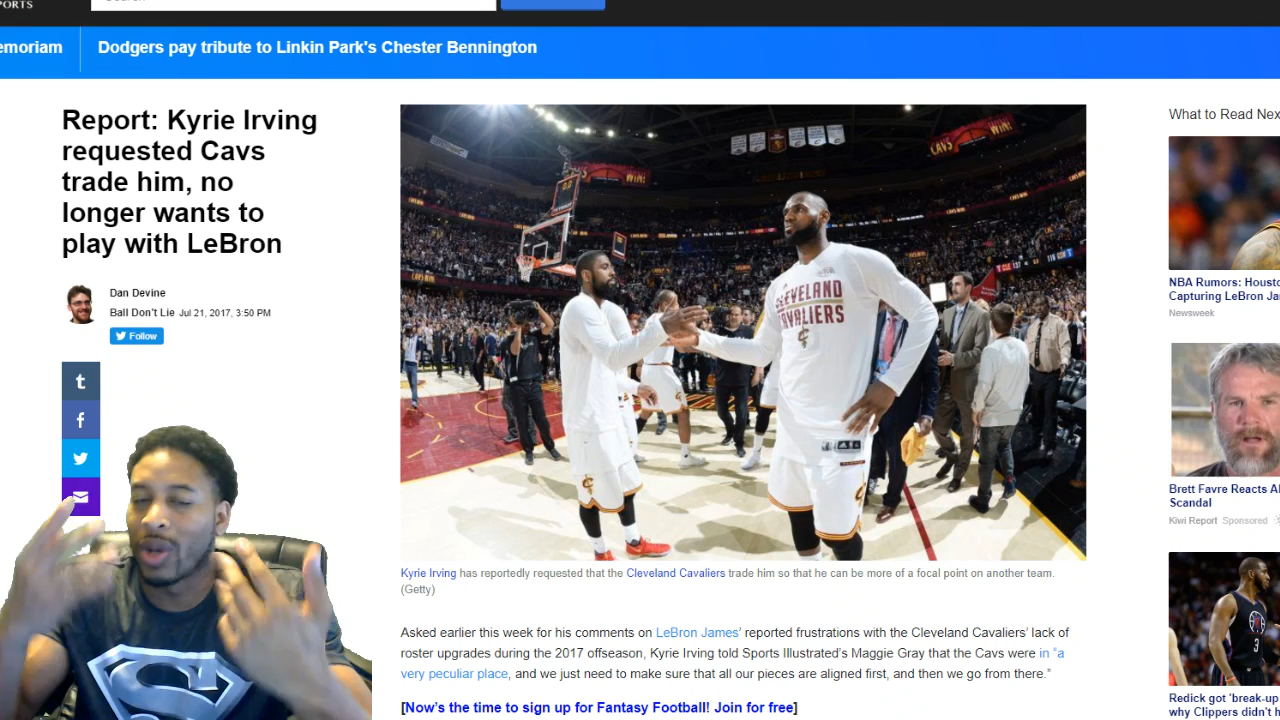 PORTS
Search
emoriam
Dodgers pay tribute to Linkin Park's Chester Bennington
Report: Kyrie Irving
requested Cavs
trade him, no
longer wants to
play with LeBron
Dan Devine
Ball Don't Lie Jul 21, 2017, 3:50 PM
Follow
CAVS
WIN!
CLEVELAND
CAVALIERS
Kyrie Irving has reportedly requested that the Cleveland Cavaliers trade him so that he can be more of a focal point on another team.
(Getty)
Asked earlier this week for his comments on LeBron James' reported frustrations with the Cleveland Cavaliers' lack of
roster upgrades during the 2017 offseason, Kyrie Irving told Sports Illustrated's Maggie Gray that the Cavs were in “a
very peculiar place, and we just need to make sure that all our pieces are aligned first, and then we go from there.”
[Now's the time to sign up for Fantasy Football! Join for free]
What to Read Nex
NBA Rumors: Housto
Capturing LeBron Ja
Newsweek
Brett Favre Reacts A
Scandal
Kiwi Report Sponsored
3
Redick got 'break-up
why Clippers didn't h